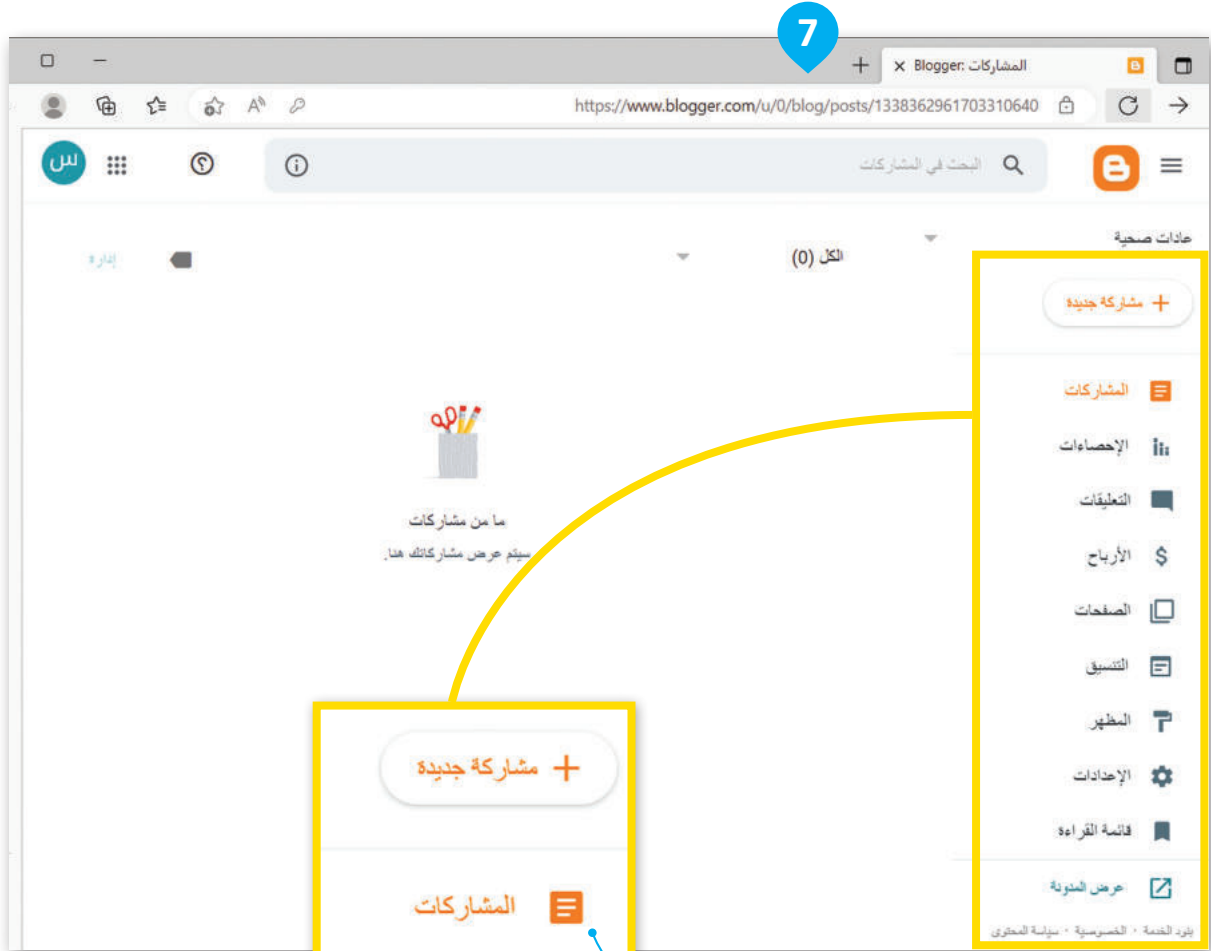 7
المشاركات :Blogger
https://www.blogger.com/u/0/blog/posts/1338362961703310640
البحث في المشاركات
س
عادات صحية
الكل (0)
إدارة
مشاركة جديدة
المشاركات
الإحصاءات
التعليقات
الأرباح
الصفحات
التنسيق
المظهر
الإعدادات
قائمة القراءة
عرض المدونة
بنود الخدمة · الخصوصية · سياسة المحتوى
ما من مشاركات
سيتم عرض مشاركاتك هنا.
مشاركة جديدة
المشاركات